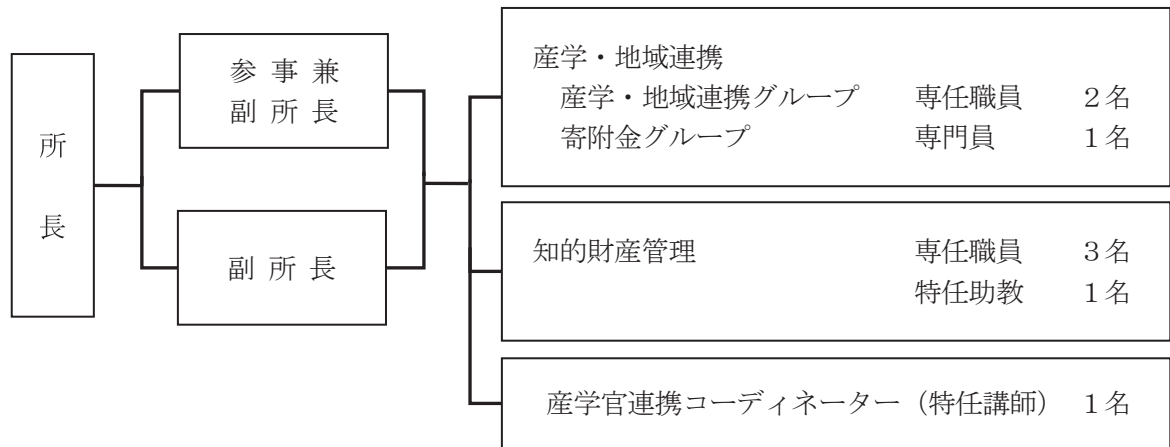 所長
参事兼
副所長
副所長
産学・地域連携
産学・地域連携グループ 専任職員 2名
寄附金グループ 専門員 1名
知的財産管理 専任職員 3名
特任助教 1名
産学官連携コーディネーター(特任講師) 1名